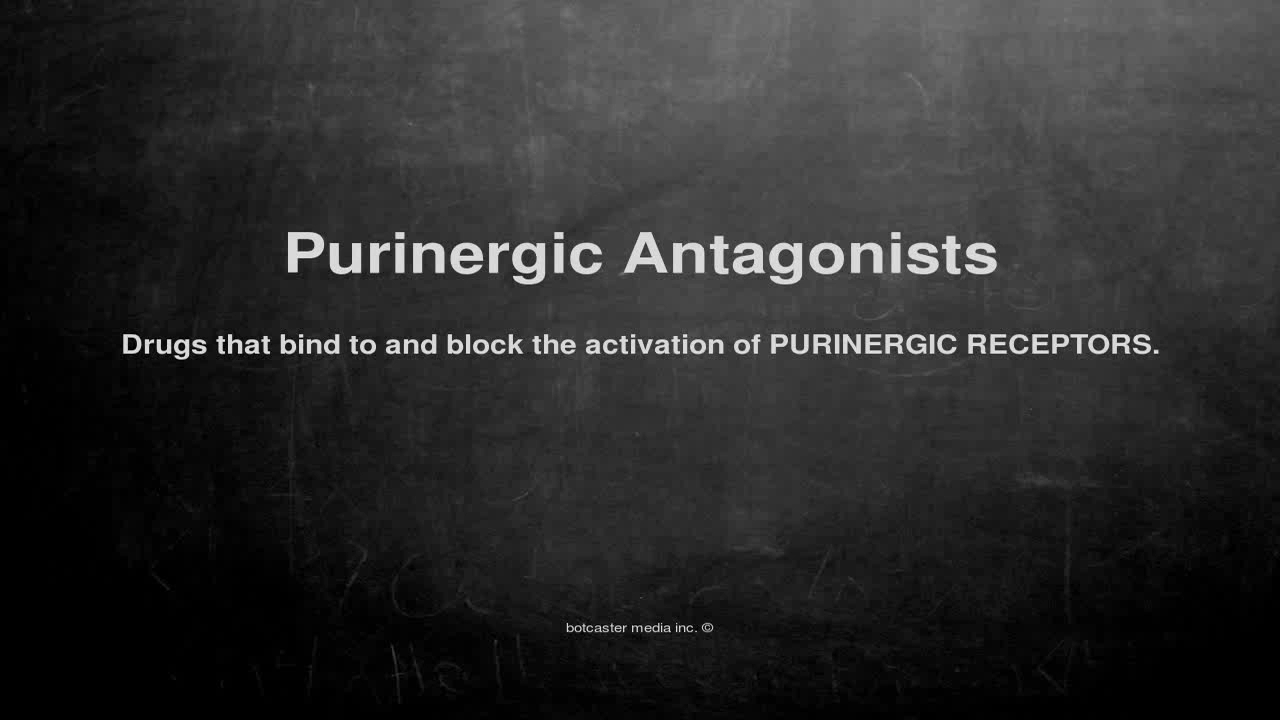 Purinergic Antagonists
Drugs that bind to and block the activation of PURINERGIC RECEPTORS.
botcaster media inc. ©